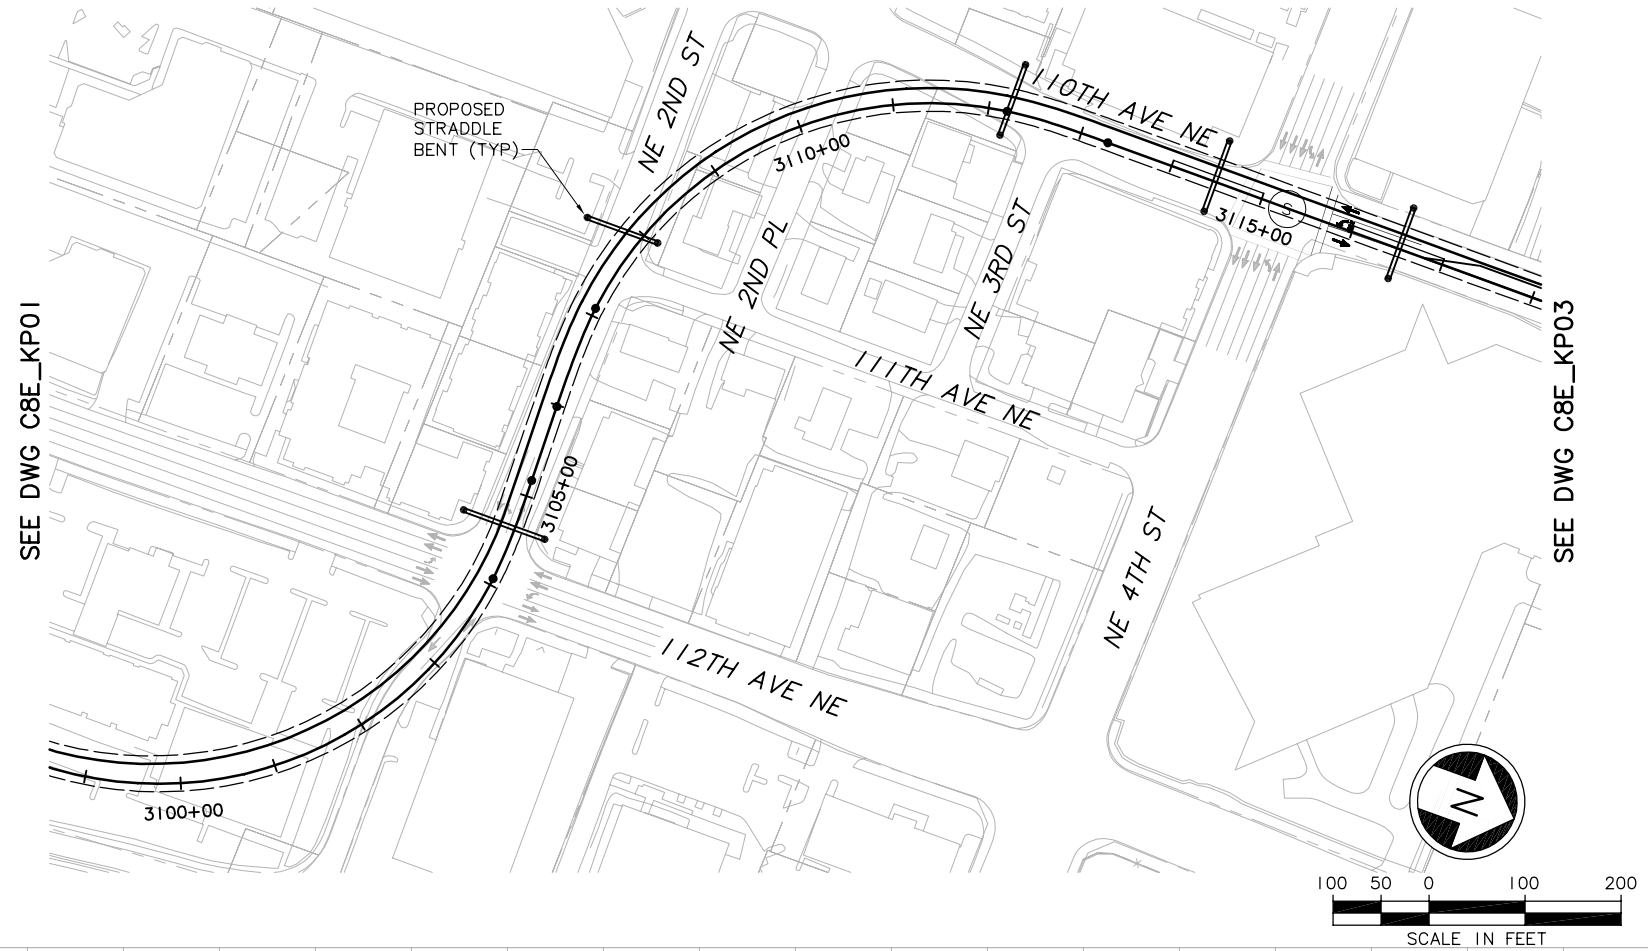 PROPOSED
STRADDLE
BENT (TYP)
NE 2ND ST
110TH AVE NE
3110+00
NE 2ND PL
NE 3RD ST
S
3115+00
SEE DWG C8E_KP01
SEE DWG C8E_KP03
111TH AVE NE
3105+00
NE 4TH ST
112TH AVE NE
3100+00
N
100 50 0 100 200
SCALE IN FEET